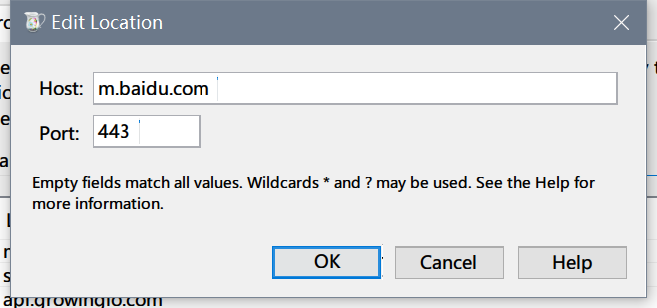 Edit Location
Host: m.baidu.com
Port: 443
Empty fields match all values. Wildcards * and ? may be used. See the Help for
more information.
OK Cancel Help
api.growingio.com